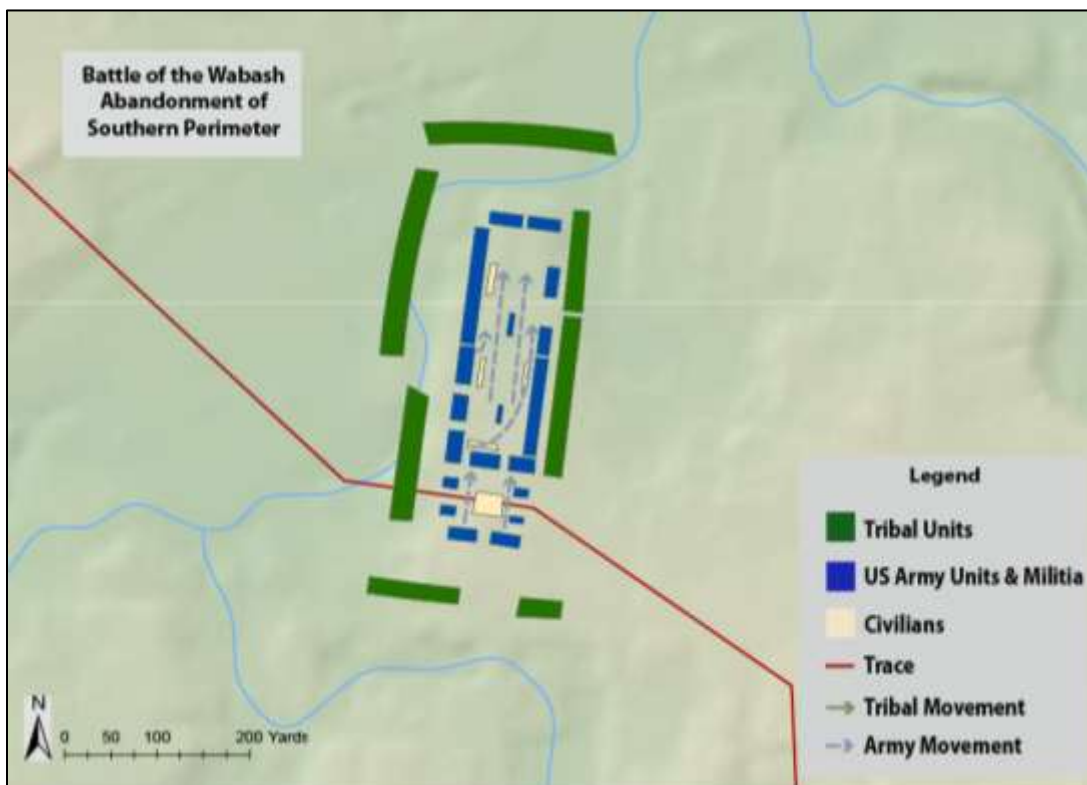 Battle of the Wabash
Abandonment of
Southern Perimeter
Legend
Tribal Units
US Army Units & Militia
Civilians
Trace
Tribal Movement
Army Movement
N
0 50 100 200 Yards